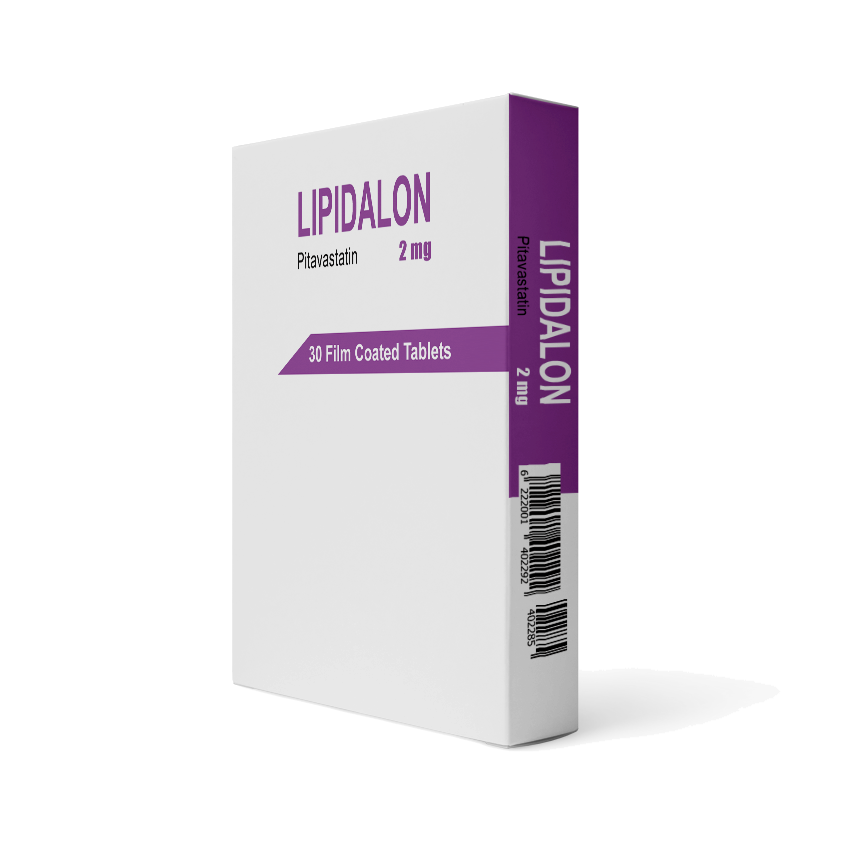 LIPIDALON
Pitavastatin 2 mg
30 Film Coated Tablets
LIPIDALON
Pitavastatin 2 mg
6 222001 402292
402285